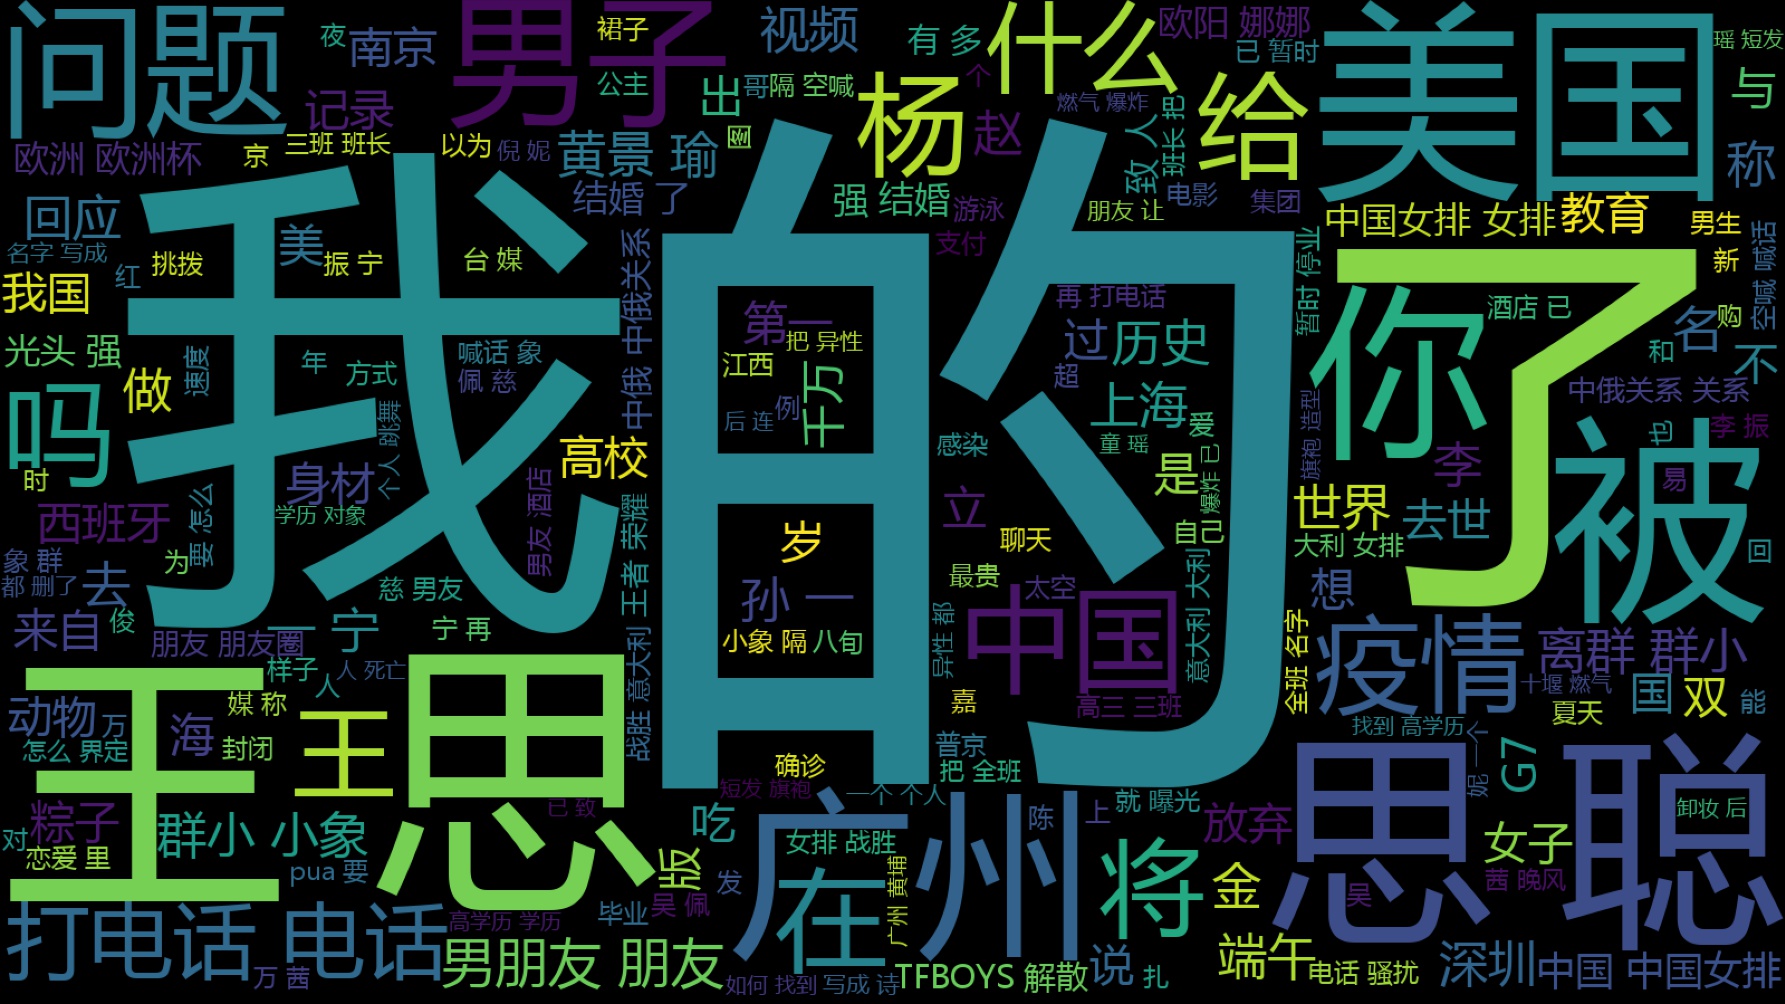 问题
男子
什么
美国
夜
南京
裙子
视频
有 多
欧阳 娜娜
已 暂时
瑶 短发
记录
公主
出
哥
隔 空喊
个
杨
给
与
欧洲 欧洲杯
京
三班 班长
以为
倪 妮
黄景 瑜
图
赵
燃气 爆炸
致 人
班长 把
称
回应
结婚 了
强 结婚
游泳
朋友 让
电影
集团
中国女排 女排
教育
男生
名字 写成
挑拨
美
振 宁
台 媒
支付
新
空喊 喊话
我国
红
我
的
了
中俄关系 中俄
再 打电话
暂时 停业
你
酒店 已
购
光头 强
速度
年
方式
喊话 象
佩 慈
第一
把 异性
江西
千万
后 连
例
过
历史
超
上海
和
名
不
中俄关系 关系
吗
做
跳舞
个人
感染
童 瑶
爱
旗袍 造型
也
李 振
时
身材
高校
爆炸 已
是
李
被
易
西班牙
要 怎么
学历 对象
男友 酒店
王者 荣耀
岁
立
聊天
自己
世界
去世
大利 女排
回
象 群
都 删了
去
为
慈 男友
孙 一
最贵
太空
意大利 大利
想
来自
俊
朋友 朋友圈
一 宁
宁 再
小象 隔
八旬
异性 都
中国
全班 名字
疫情
离群 群小
王思
样子
人 死亡
人
战胜 意大利
嘉
高三 三班
十堰 燃气
国
双
能
动物
万
海
媒 称
王
封闭
怎么 界定
确诊
普京
把 全班
找到 高学历
夏天
思聪
妮 一个
G7
粽子
对
恋爱 里
群小 小象
已 致
短发 旗袍
一个 个人
吃
广州
陈
上
就 曝光
放弃
女子
卸妆 后
pua 要
版
女排 战胜
在
将
金
茜 晚风
吴
打电话 电话
万 茜
高学历 学历
毕业
吴 佩
发
广州 黄埔
男朋友 朋友
如何 找到
写成 诗
TFBOYS 解散
说
扎
端午
电话 骚扰
深圳
中国 中国女排